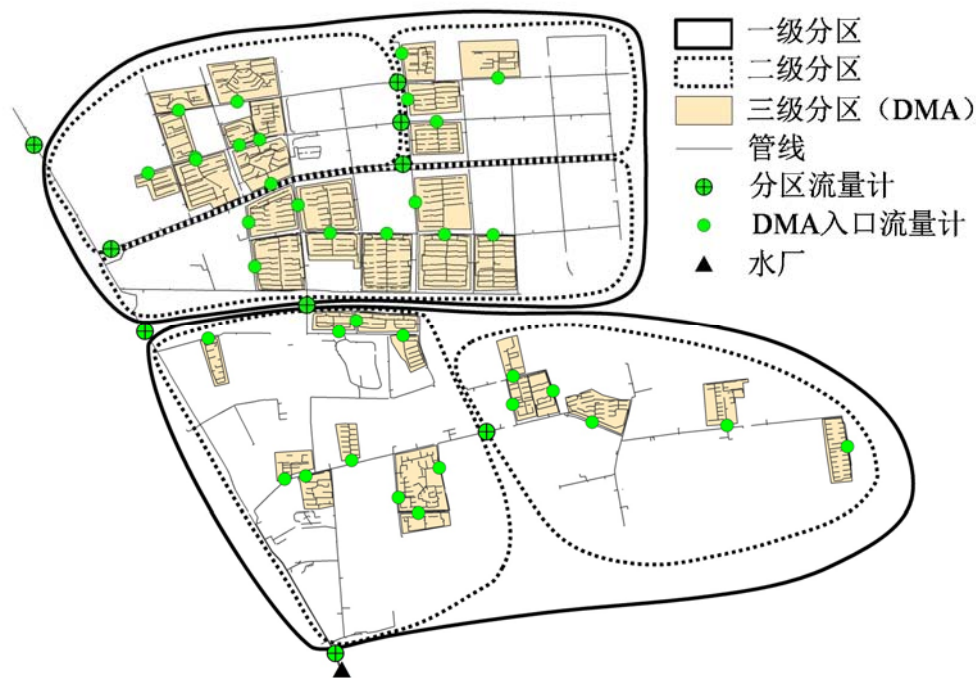 一级分区
二级分区
三级分区（DMA）
管线
分区流量计
DMA入口流量计
水厂